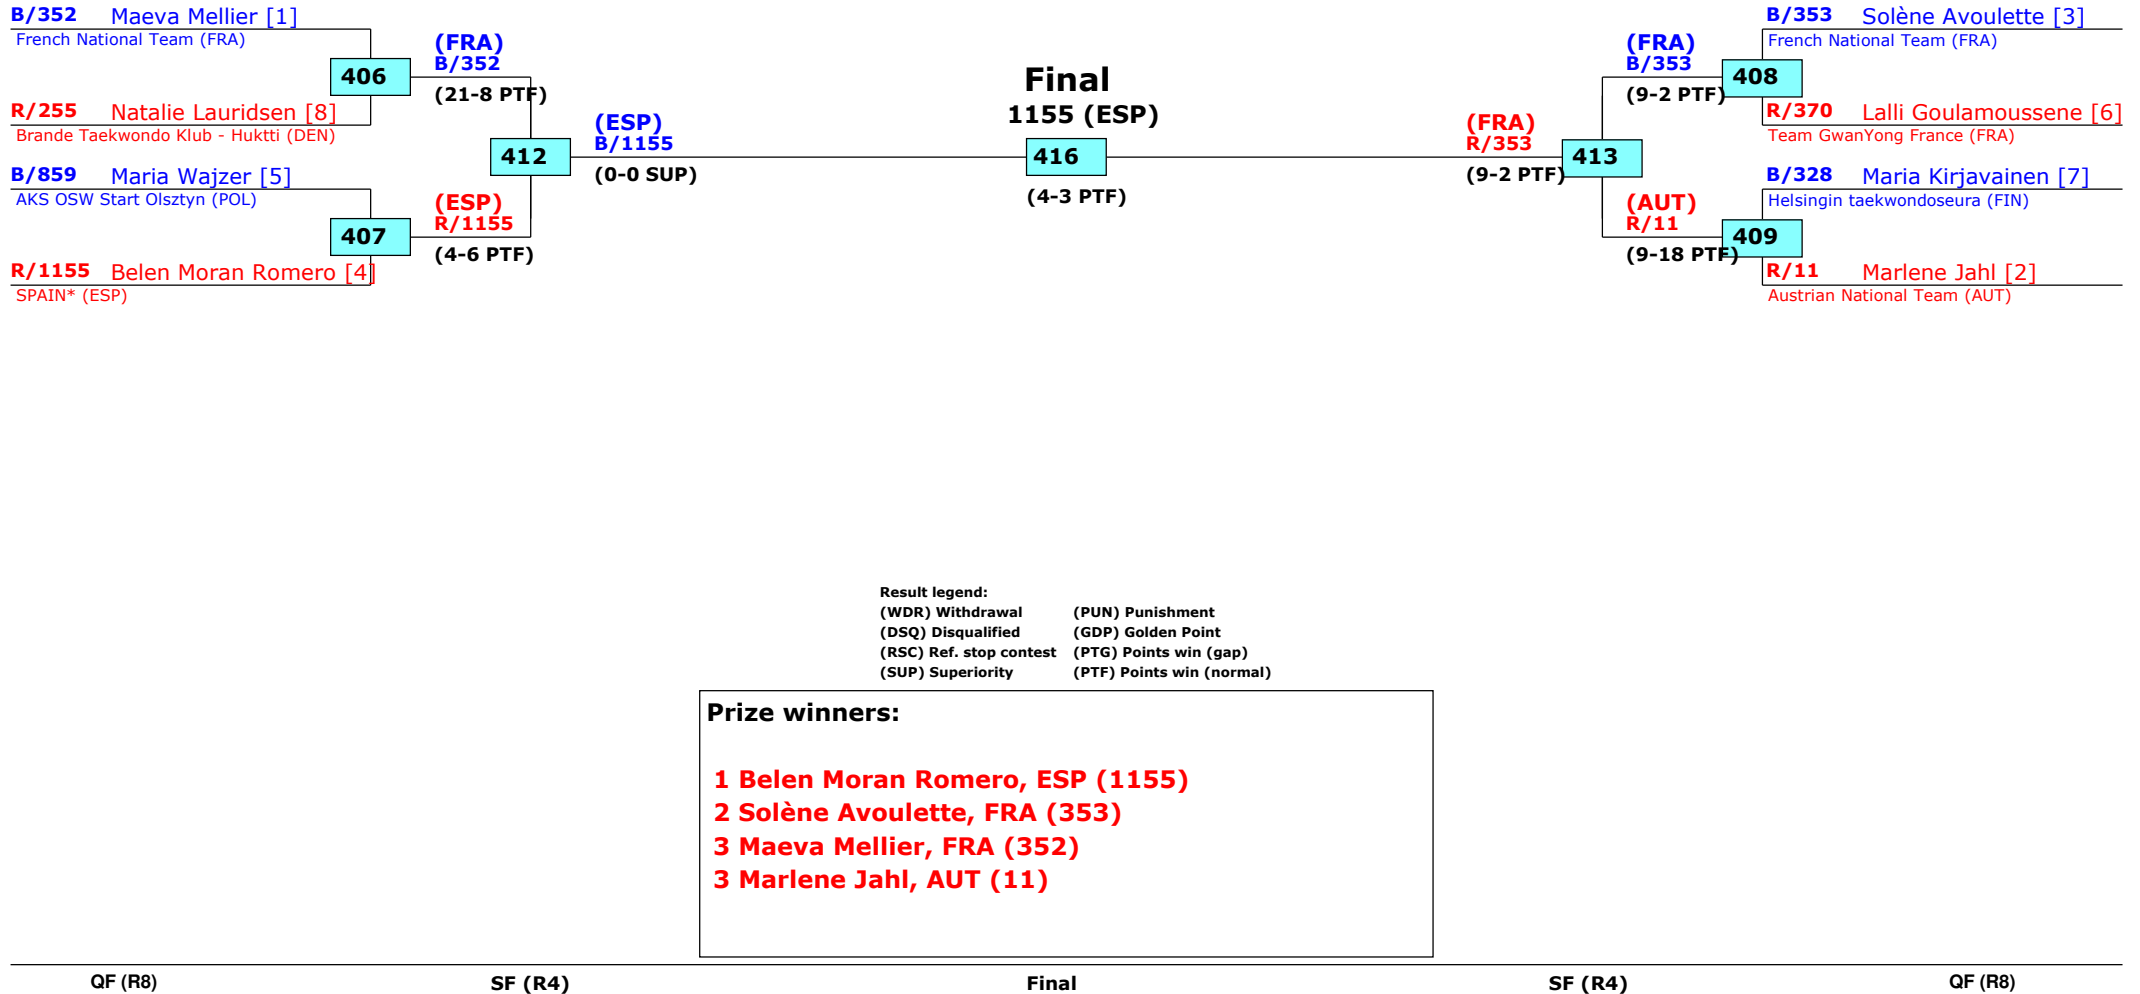 B/352 Maeva Mellier [1]
French National Team (FRA)
406
R/255 Natalie Lauridsen [8]
Brande Taekwondo Klub - Huktti (DEN)
B/859 Maria Wajzer [5]
AKS OSW Start Olsztyn (POL)
407
R/1155 Belen Moran Romero [4]
SPAIN* (ESP)
(FRA)
B/352
(21-8 PTF)
412
(ESP)
R/1155
(4-6 PTF)
(ESP)
B/1155
(0-0 SUP)
Final
1155 (ESP)
416
(4-3 PTF)
(FRA)
R/353
(9-2 PTF)
413
(FRA)
B/353
(9-2 PTF)
(AUT)
R/11
(9-18 PTF)
B/353 Solène Avoulette [3]
French National Team (FRA)
408
R/370 Lalli Goulamoussene [6]
Team GwanYong France (FRA)
B/328 Maria Kirjavainen [7]
Helsingin taekwondoseura (FIN)
409
R/11 Marlene Jahl [2]
Austrian National Team (AUT)
Result legend:
(WDR) Withdrawal (PUN) Punishment
(DSQ) Disqualified (GDP) Golden Point
(RSC) Ref. stop contest (PTG) Points win (gap)
(SUP) Superiority (PTF) Points win (normal)
Prize winners:
1 Belen Moran Romero, ESP (1155)
2 Solène Avoulette, FRA (353)
3 Maeva Mellier, FRA (352)
3 Marlene Jahl, AUT (11)
QF (R8) SF (R4) Final SF (R4) QF (R8)